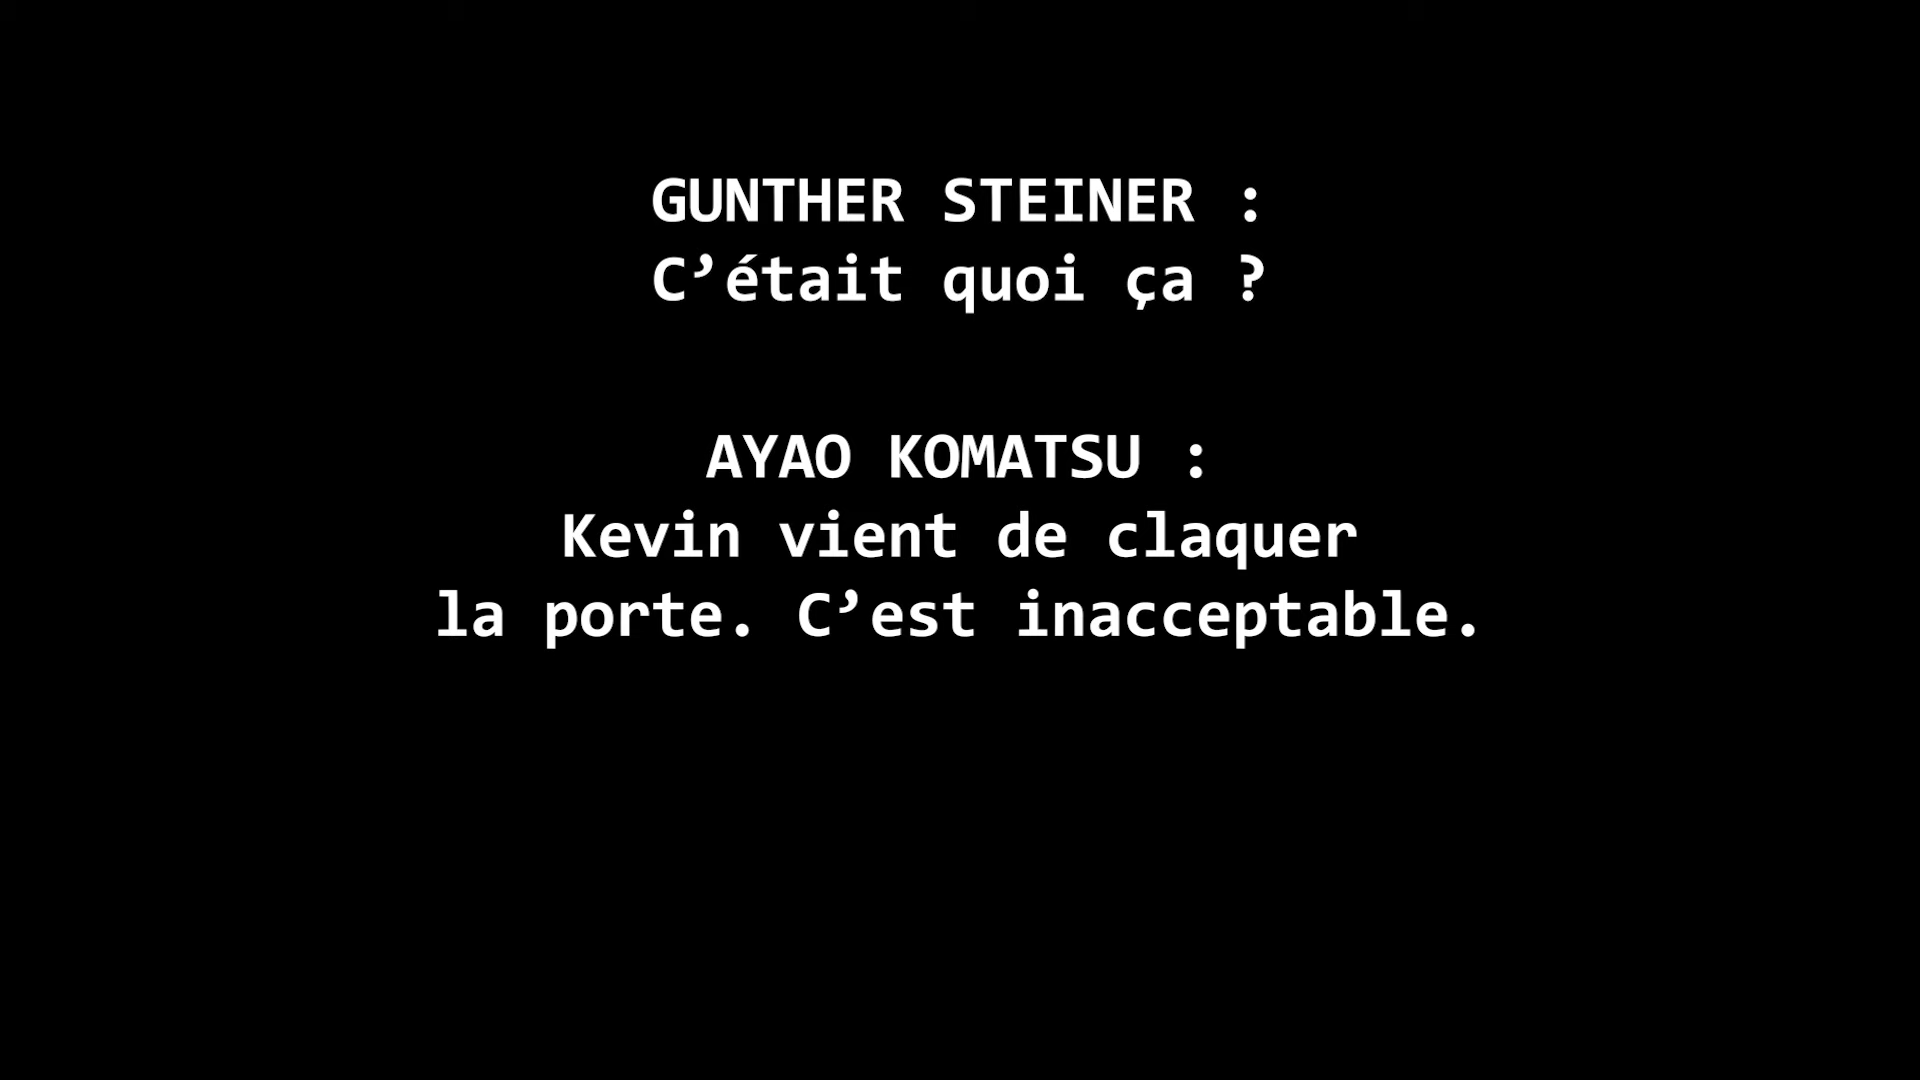 GUNTHER STEINER :
C’était quoi ça ?
AYAO KOMATSU :
Kevin vient de claquer
la porte. C’est inacceptable.